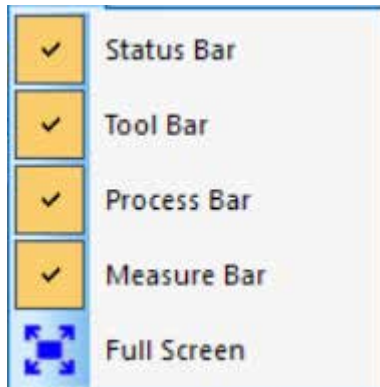 Status Bar
Tool Bar
Process Bar
Measure Bar
Full Screen